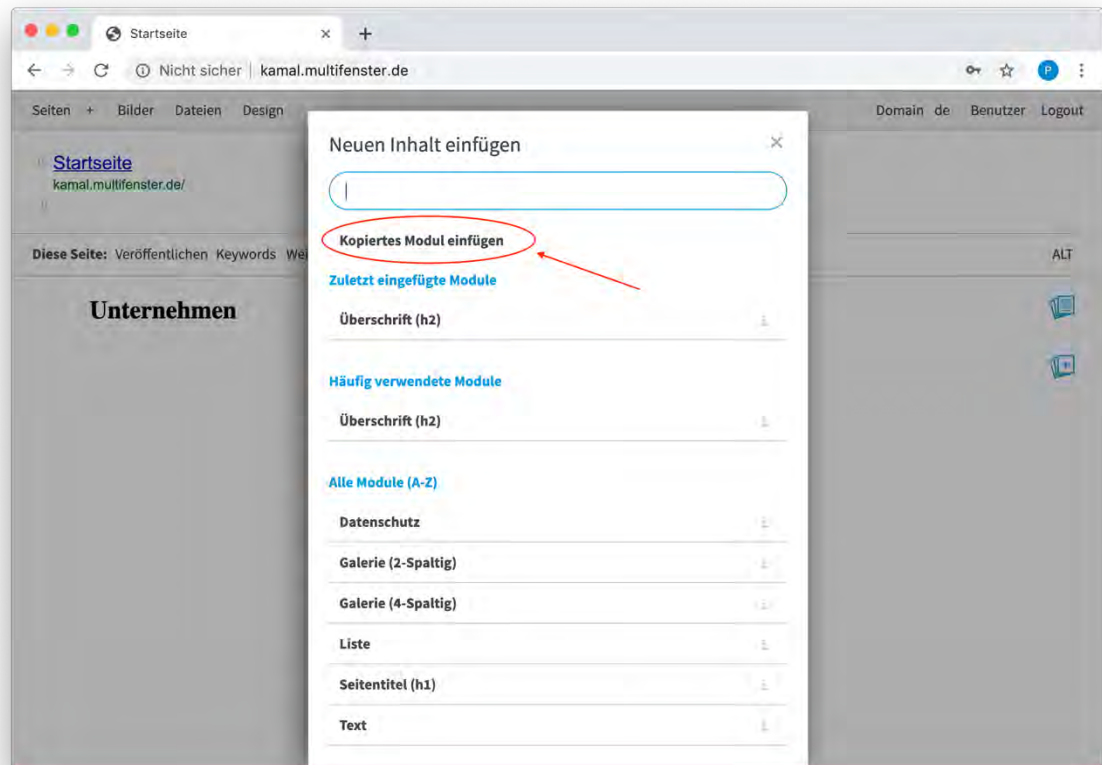 Startseite
Nicht sicher | kamal.multifenster.de
P
Seiten + Bilder Dateien Design
Domain de Benutzer Logout
Startseite
kamal.multifenster.de/
Diese Seite: Veröffentlichen Keywords Wei
ALT
Unternehmen
Neuen Inhalt einfügen
Kopiertes Modul einfügen
Zuletzt eingefügte Module
Überschrift (h2)
Häufig verwendete Module
Überschrift (h2)
Alle Module (A-Z)
Datenschutz
Galerie (2-Spaltig)
Galerie (4-Spaltig)
Liste
Seitentitel (h1)
Text